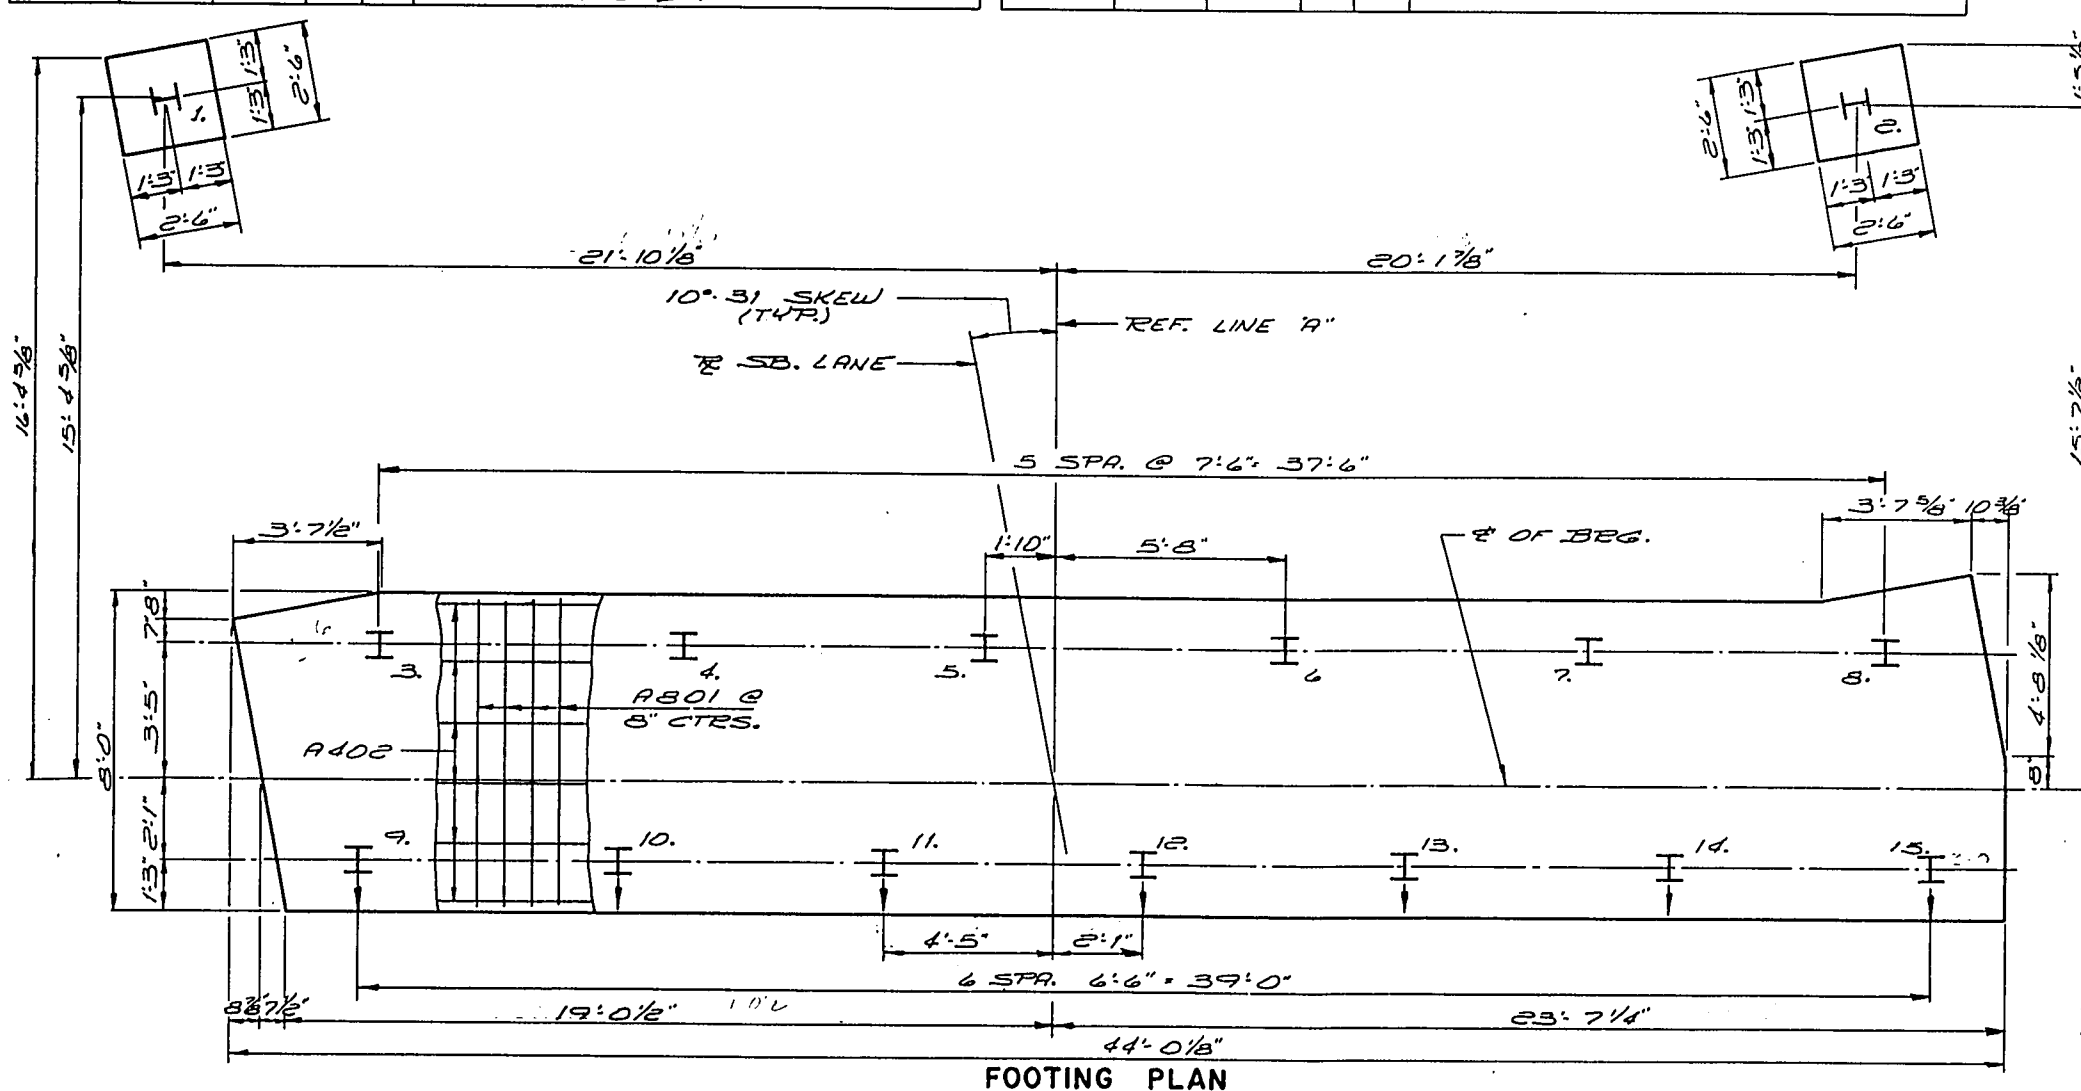 1'-3" 1'-3"
2'-6"
1.
1'-3" 1'-3"
2'-6"
2'-6"
1'-3" 1'-3"
2.
1'-3" 1'-3"
2'-6"
21'-10 1/8"
20'-1 7/8"
10°-31 SKEW
(TYP.)
REF. LINE "A"
SB. LANE
16'-4 3/8"
15'-4 5/8"
5 SPA. @ 7'-6" = 37'-6"
3'-7 1/2"
1'-10"
5'-8"
OF BRG.
3'-7 5/8" 10 3/8"
3. 4. 5. 6 7. 8.
8'-0"
3'-5"
2'-1"
1'-3"
A801 @
8" CTRS.
A402
4'-8 1/8"
8"
9. 10. 11. 12. 13. 14. 15.
4'-5"
2'-1"
6 SPA. 6'-6" = 39'-0"
8 7/8" 7 1/2"
19'-0 1/2"
23'-7 1/4"
44'-0 1/8"
FOOTING PLAN